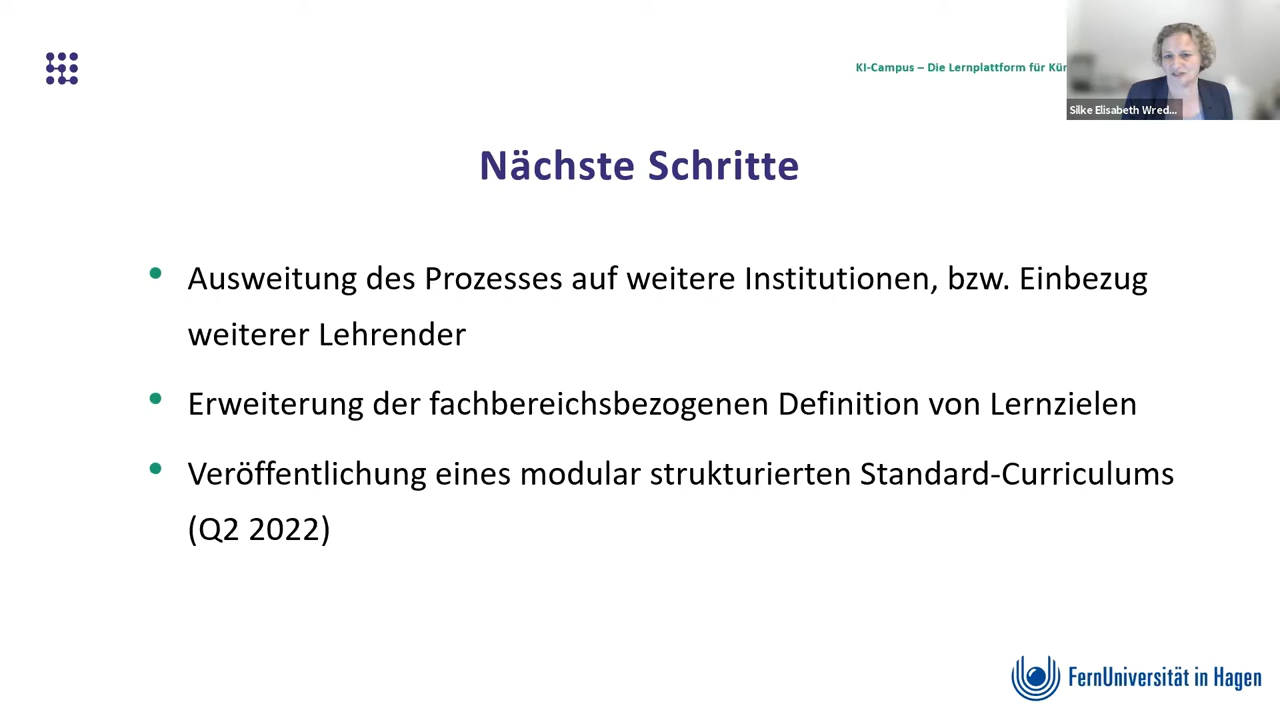 KI-Campus – Die Lernplattform für
Silke Elisabeth Wred...
Nächste Schritte
• Ausweitung des Prozesses auf weitere Institutionen, bzw. Einbezug
weiterer Lehrender
• Erweiterung der fachbereichsbezogenen Definition von Lernzielen
• Veröffentlichung eines modular strukturierten Standard-Curriculums
(Q2 2022)
FernUniversität in Hagen